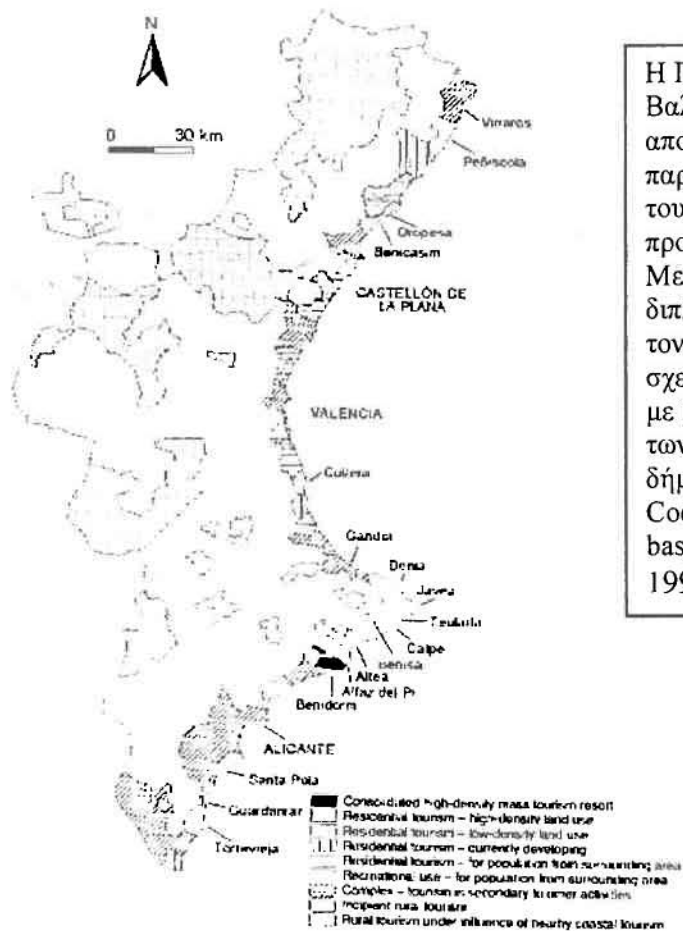 N
0 30 km
Vinaros
Peñiscola
Oropesa
Benicasim
CASTELLÓN DE
LA PLANA
VALENCIA
Cullera
Gandia
Denia
Javea
Teulada
Calpe
Benisa
Altea
Alfaz del Pi
Benidorm
ALICANTE
Santa Pola
Guardamar
Torrevieja
Consolidated high-density mass tourism resort
Residential tourism – high-density land use
Residential tourism – low-density land use
Residential tourism – currently developing
Residential tourism – for population from surrounding area
Recreational use – for population from surrounding area
Complex – tourism is secondary to other activities
Incipient rural tourism
Rural tourism under influence of nearby coastal tourism
Η Π
Βαλ
απο
παρ
του
προ
Με
διπ
τον
σχε
με
των
δήμ
Coo
bas
199